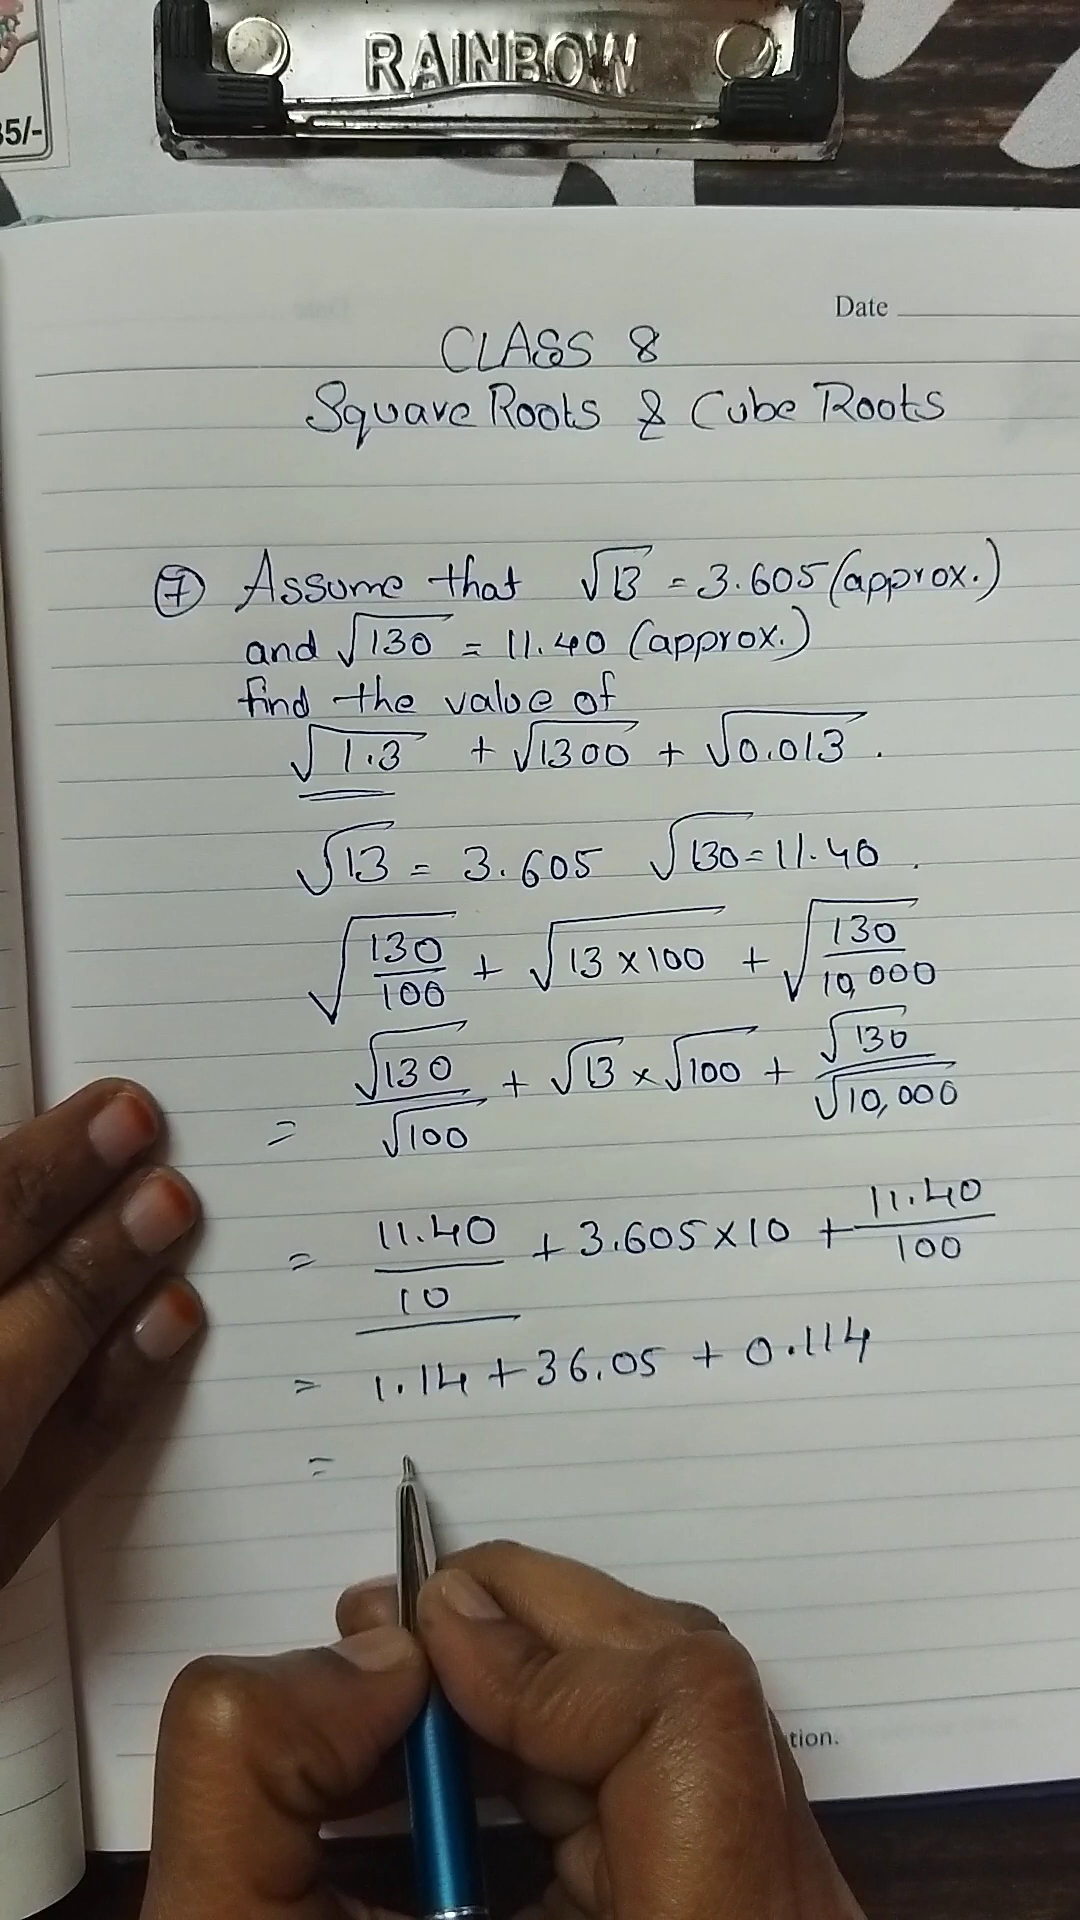 RAINBOW
35/-
Date
CLASS 8
Square Roots & Cube Roots
⑦ Assume that √13 = 3.605 (approx.)
and √130 = 11.40 (approx.)
find the value of
√1.3 + √1300 + √0.013.
√13 = 3.605 √130 = 11.40.
√(130/100) + √(13 × 100) + √(130/10,000)
= √130/√100 + √13 × √100 + √130/√10,000
= 11.40/10 + 3.605 × 10 + 11.40/100
= 1.14 + 36.05 + 0.114
=
tion.